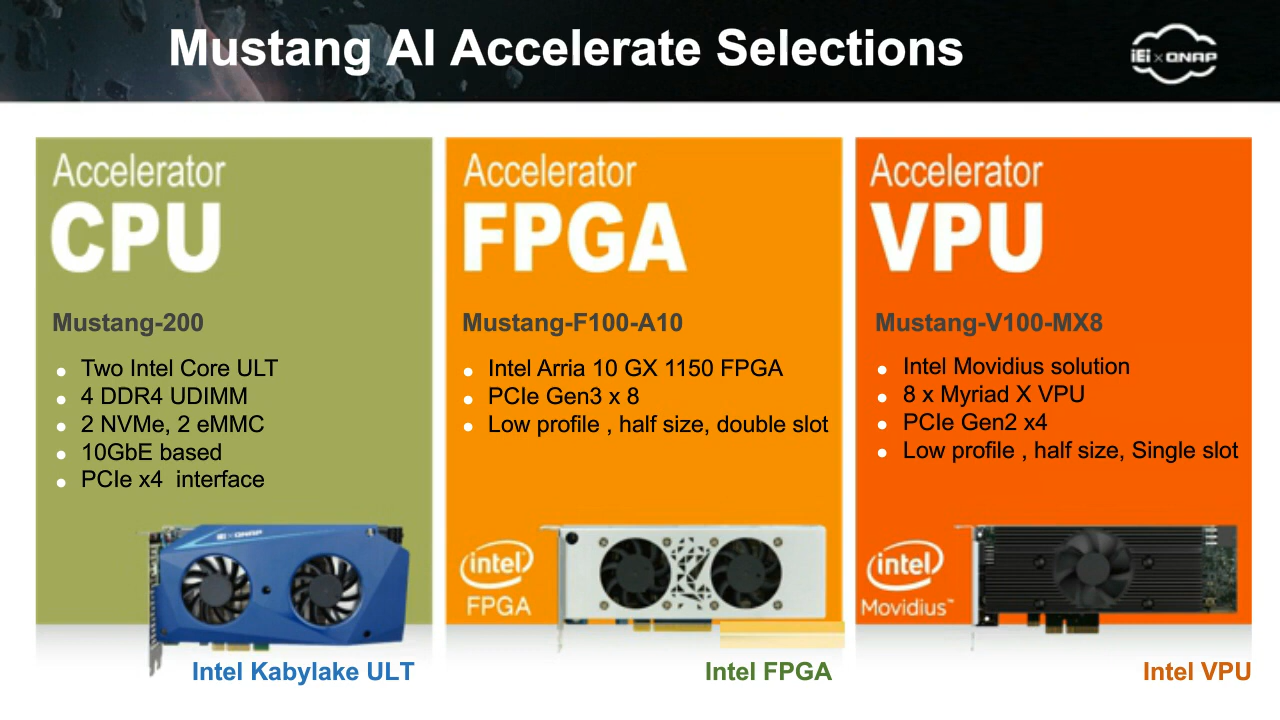 Mustang AI Accelerate Selections
iEi x QNAP
Accelerator
CPU
Mustang-200
Two Intel Core ULT
4 DDR4 UDIMM
2 NVMe, 2 eMMC
10GbE based
PCIe x4 interface
iEi x QNAP
Intel Kabylake ULT
Accelerator
FPGA
Mustang-F100-A10
Intel Arria 10 GX 1150 FPGA
PCIe Gen3 x 8
Low profile , half size, double slot
intel
FPGA
Intel FPGA
Accelerator
VPU
Mustang-V100-MX8
Intel Movidius solution
8 x Myriad X VPU
PCIe Gen2 x4
Low profile , half size, Single slot
intel
Movidius™
Intel VPU